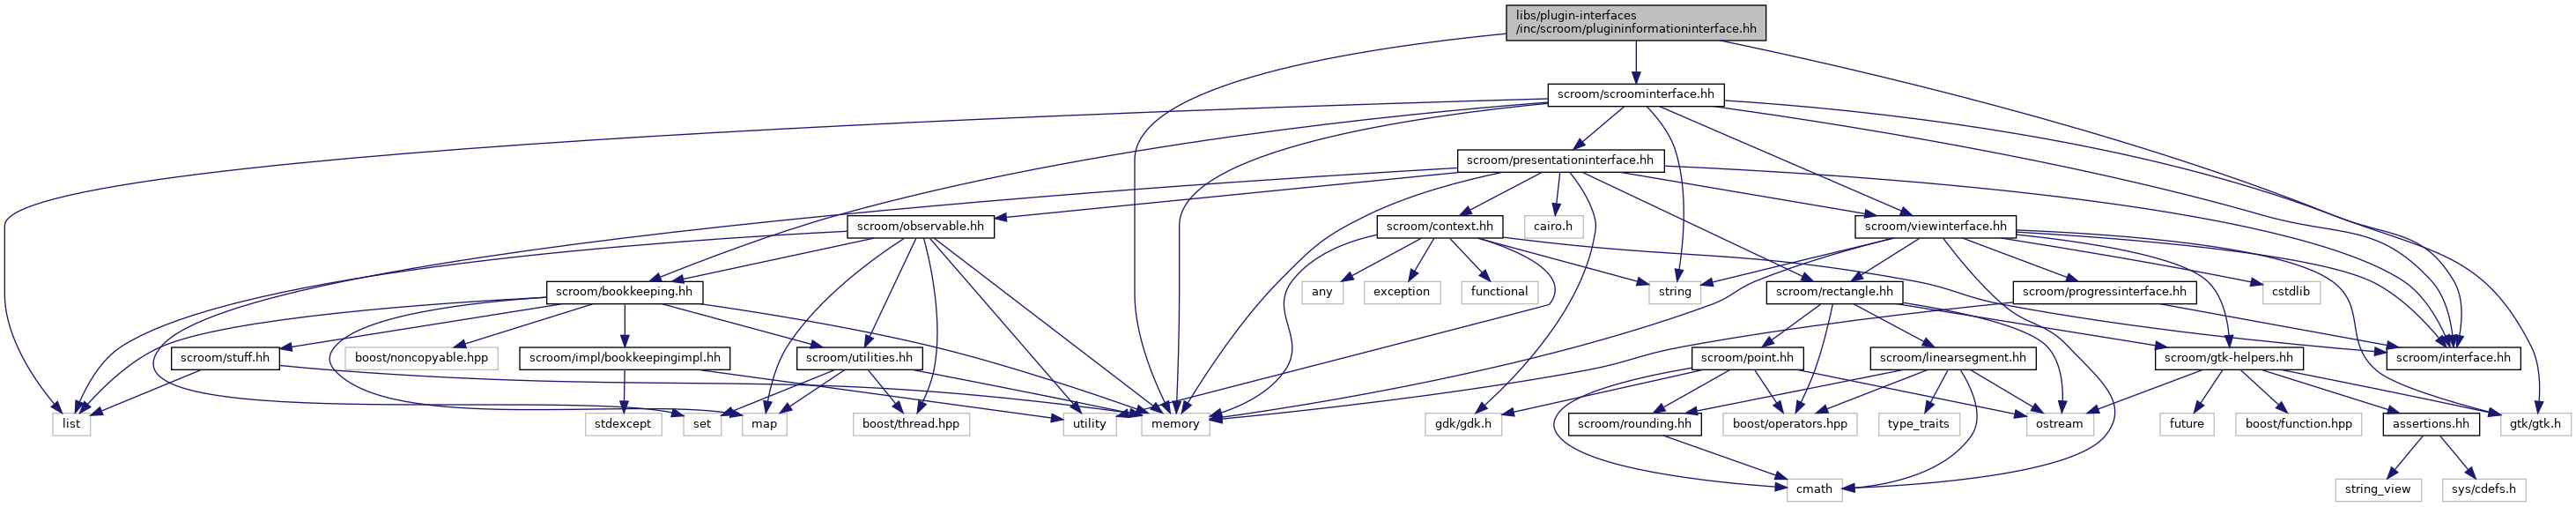 libs/plugin-interfaces
/inc/scroom/plugininformationinterface.hh
scroom/scroominterface.hh
scroom/presentationinterface.hh
scroom/observable.hh
scroom/context.hh
cairo.h
scroom/viewinterface.hh
scroom/bookkeeping.hh
any
exception
functional
string
scroom/rectangle.hh
scroom/progressinterface.hh
cstdlib
scroom/stuff.hh
boost/noncopyable.hpp
scroom/impl/bookkeepingimpl.hh
scroom/utilities.hh
scroom/point.hh
scroom/linearsegment.hh
scroom/gtk-helpers.hh
scroom/interface.hh
list
stdexcept
set
map
boost/thread.hpp
utility
memory
gdk/gdk.h
scroom/rounding.hh
boost/operators.hpp
type_traits
ostream
future
boost/function.hpp
assertions.hh
gtk/gtk.h
cmath
string_view
sys/cdefs.h